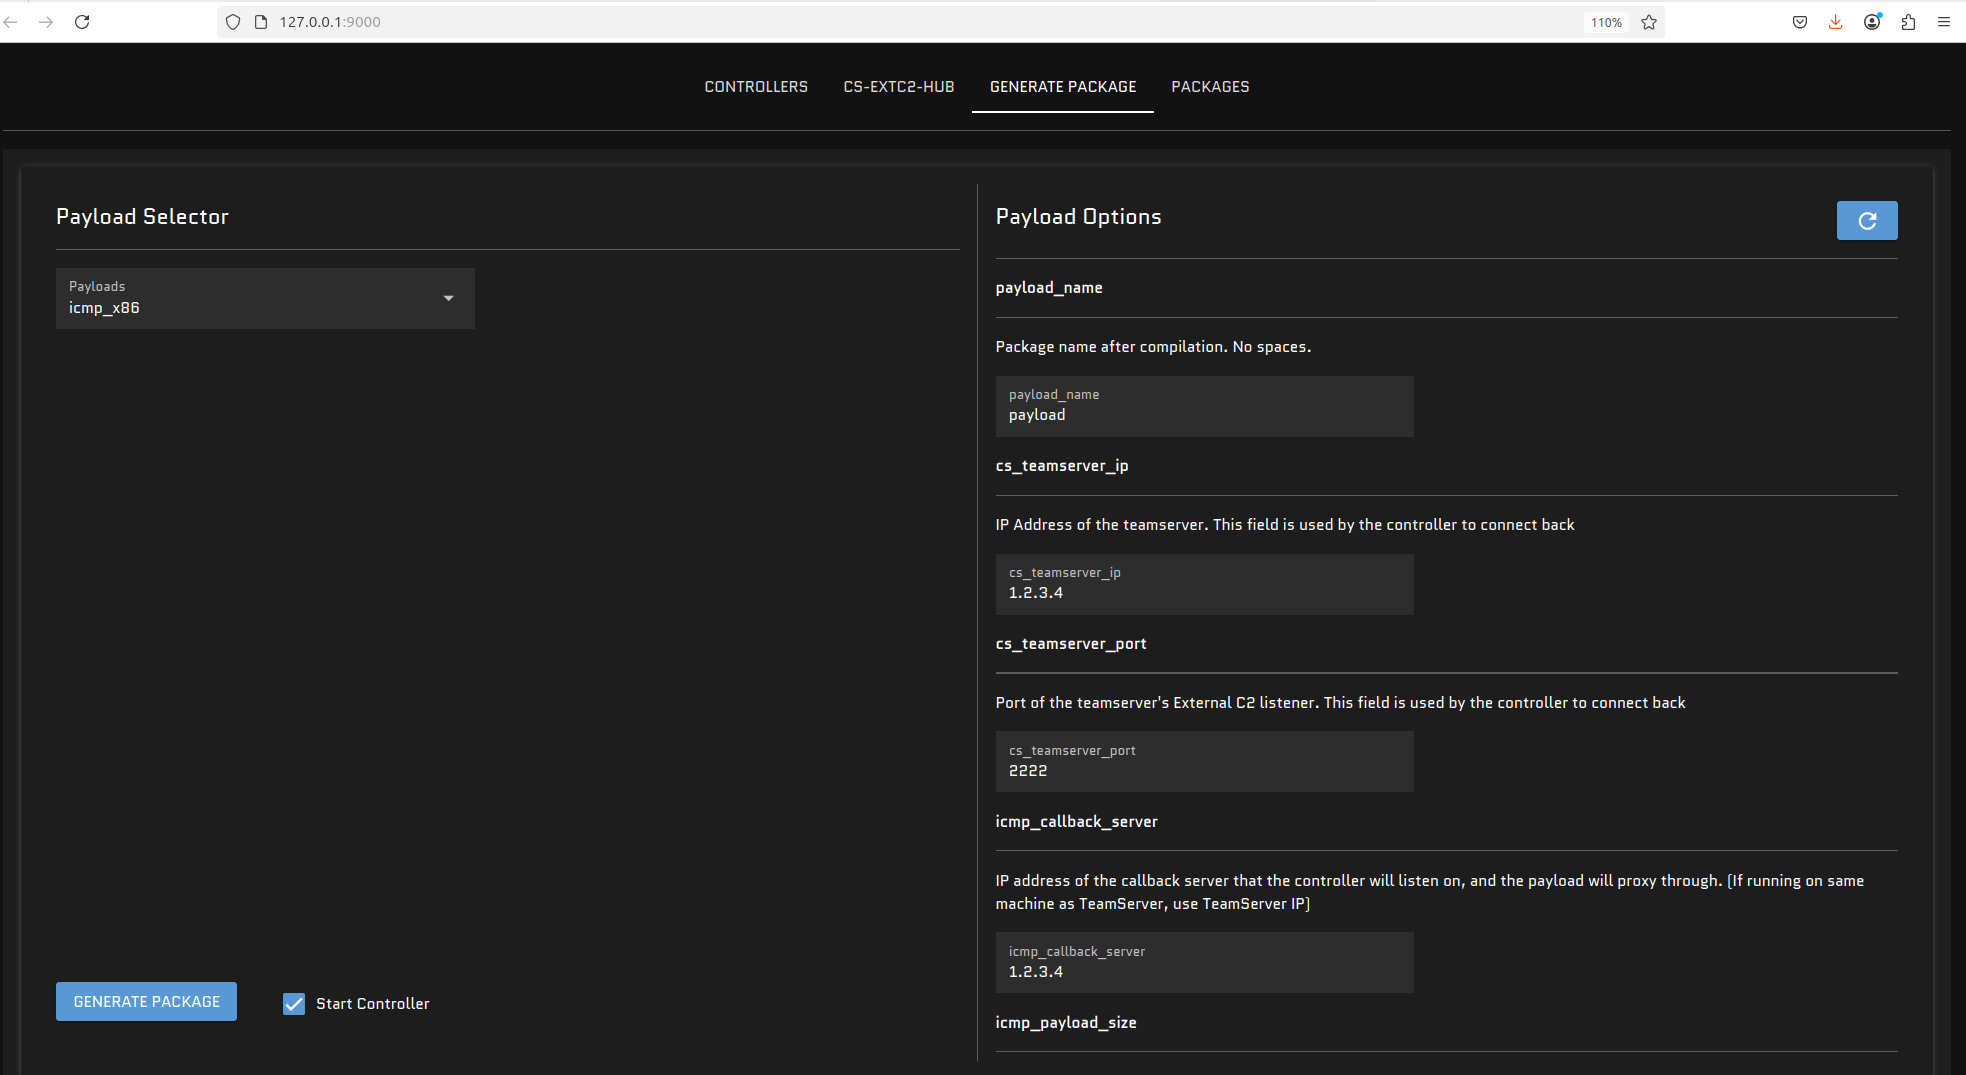 127.0.0.1:9000
110%
CONTROLLERS
CS-EXTC2-HUB
GENERATE PACKAGE
PACKAGES
Payload Selector
Payloads
icmp_x86
GENERATE PACKAGE
Start Controller
Payload Options
payload_name
Package name after compilation. No spaces.
payload_name
payload
cs_teamserver_ip
IP Address of the teamserver. This field is used by the controller to connect back
cs_teamserver_ip
1.2.3.4
cs_teamserver_port
Port of the teamserver's External C2 listener. This field is used by the controller to connect back
cs_teamserver_port
2222
icmp_callback_server
IP address of the callback server that the controller will listen on, and the payload will proxy through. (If running on same
machine as TeamServer, use TeamServer IP)
icmp_callback_server
1.2.3.4
icmp_payload_size